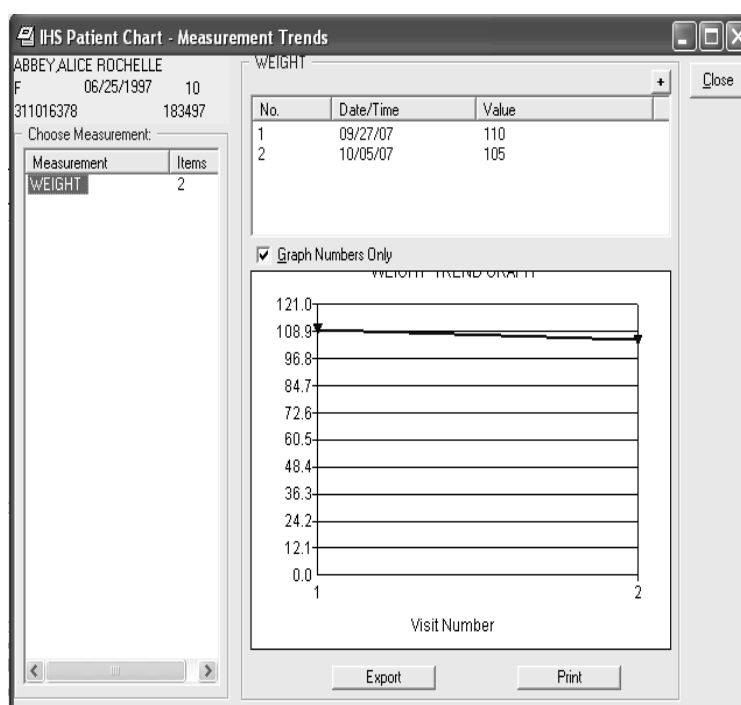 IHS Patient Chart - Measurement Trends
ABBEY,ALICE ROCHELLE
F 06/25/1997 10
311016378 183497
Choose Measurement:
Measurement Items
WEIGHT 2
WEIGHT
+
Close
No. Date/Time Value
1 09/27/07 110
2 10/05/07 105
Graph Numbers Only
WEIGHT TREND GRAPH
121.0
108.9
96.8
84.7
72.6
60.5
48.4
36.3
24.2
12.1
0.0
1 2
Visit Number
Export Print